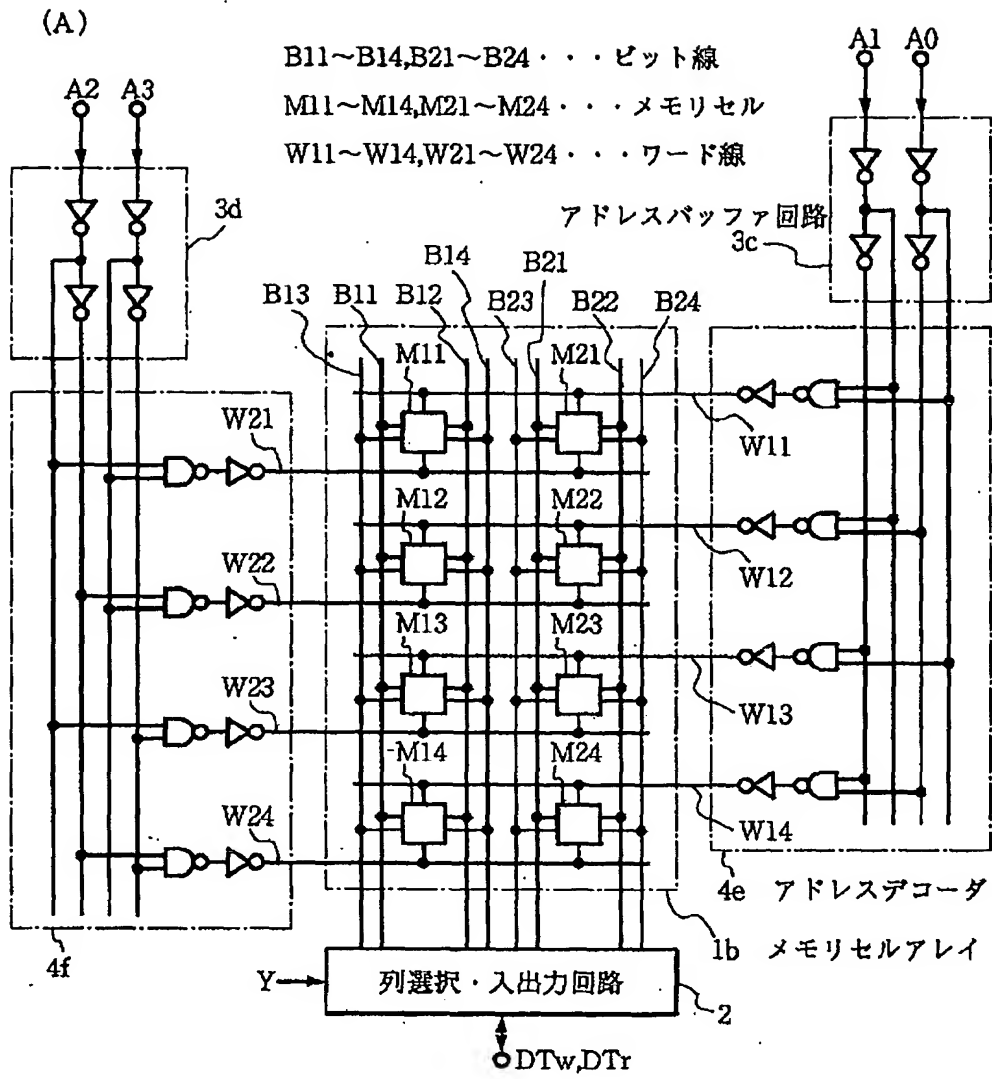 (A)
A2 A3
B11~B14,B21~B24・・・ビット線
M11~M14,M21~M24・・・メモリセル
W11~W14,W21~W24・・・ワード線
A1 A0
3d
アドレスバッファ回路
3c
B13 B11 B12 B14 B23 B21 B22 B24
M11 M21
W21
W11
M12 M22
W22
W12
M13 M23
W23
W13
M14 M24
W24
W14
4f
4e アドレスデコーダ
1b メモリセルアレイ
Y
列選択・入出力回路
2
DTw,DTr